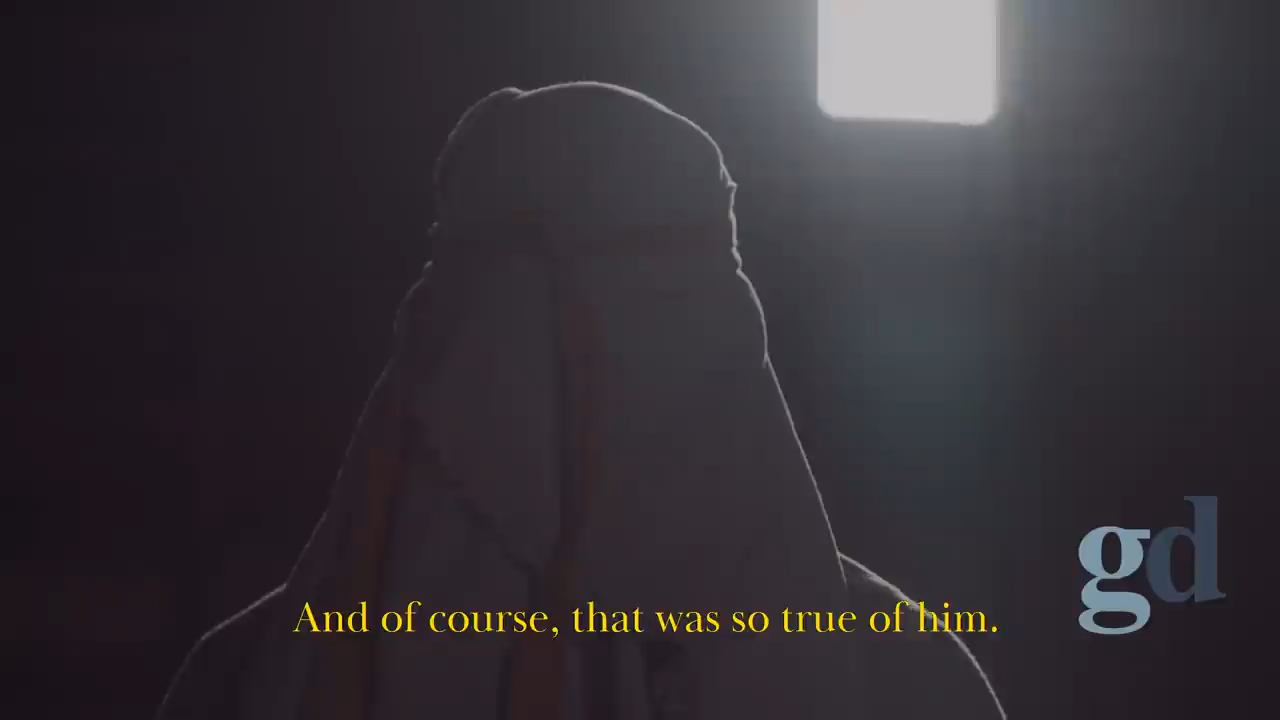 And of course, that was so true of him.
gd